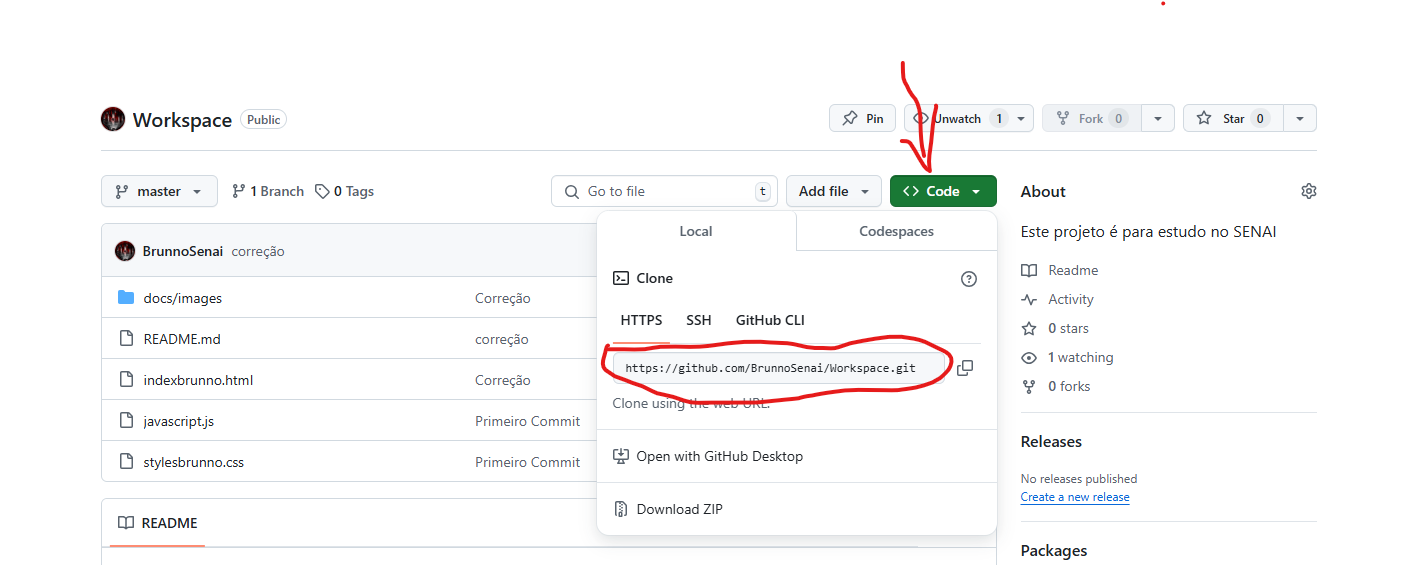 Workspace Public
Pin
Unwatch 1
Fork 0
Star 0
master
1 Branch
0 Tags
Go to file t
Add file
Code
BrunnoSenai correção
docs/images Correção
README.md correção
indexbrunno.html Correção
javascript.js Primeiro Commit
stylesbrunno.css Primeiro Commit
README
Local
Codespaces
Clone
HTTPS SSH GitHub CLI
https://github.com/BrunnoSenai/Workspace.git
Clone using the web URL.
Open with GitHub Desktop
Download ZIP
About
Este projeto é para estudo no SENAI
Readme
Activity
0 stars
1 watching
0 forks
Releases
No releases published
Create a new release
Packages